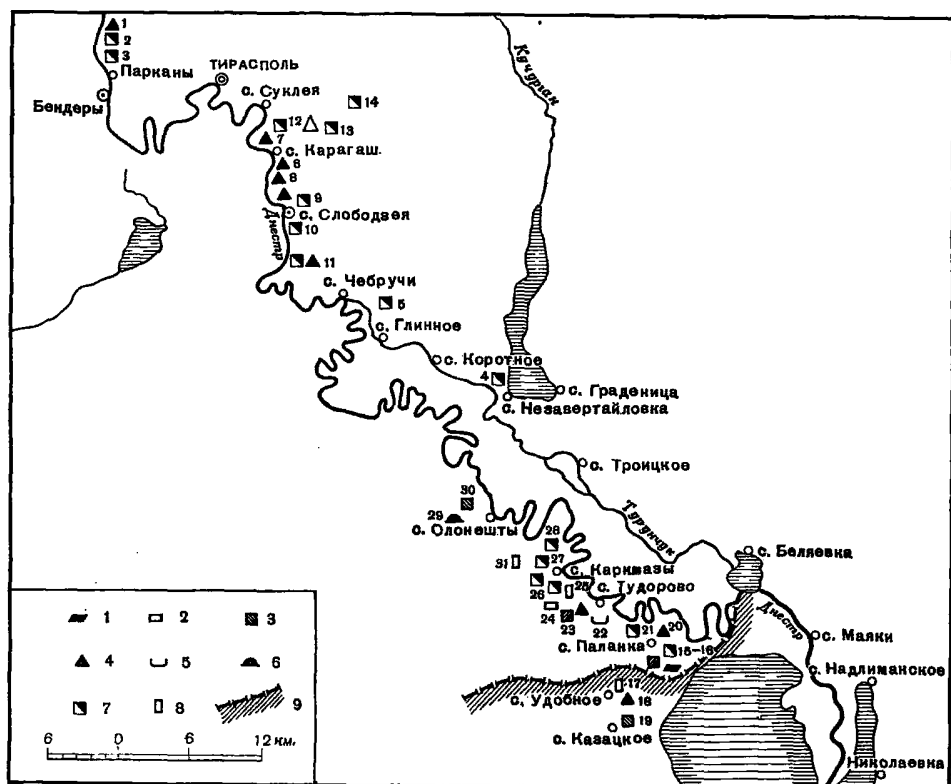 1
2
3
Парканы
Бендеры
ТИРАСПОЛЬ
с. Суклея
14
12
13
7
с. Карагаш.
6
8
9
с. Слободзея
10
Днестр
11
с. Чебручи
5
с. Глинное
с. Коротное
4
с. Незавертайловка
с. Граденица
Кучурган
с. Троицкое
Турунчук
30
29
с. Олонешты
28
31
27
с. Каримазы
26
25
с. Тудорово
24
23
22
21
20
с. Паланка
15-16
с. Беляевка
Днестр
с. Маяки
с. Надлиманское
17
с. Удобное
18
19
с. Казацкое
Николаевка
1 2 3
4 5 6
7 8 9
6 0 6 12 км.